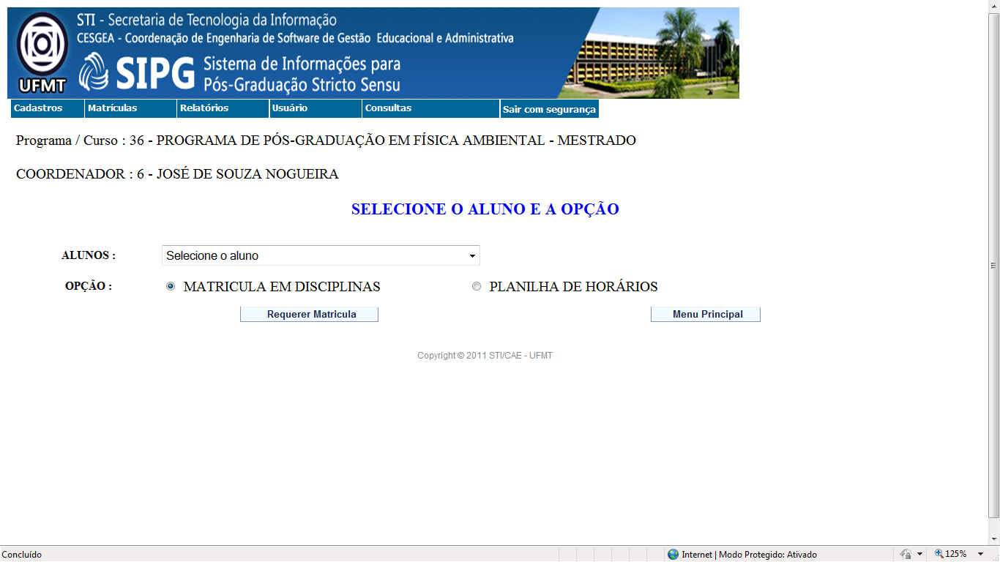 STI - Secretaria de Tecnologia da Informação
CESGEA - Coordenação de Engenharia de Software de Gestão Educacional e Administrativa
UFMT
SIPG
Sistema de Informações para
Pós-Graduação Stricto Sensu
Cadastros Matrículas Relatórios Usuário Consultas Sair com segurança
Programa / Curso : 36 - PROGRAMA DE PÓS-GRADUAÇÃO EM FÍSICA AMBIENTAL - MESTRADO
COORDENADOR : 6 - JOSÉ DE SOUZA NOGUEIRA
SELECIONE O ALUNO E A OPÇÃO
ALUNOS : Selecione o aluno
OPÇÃO : MATRICULA EM DISCIPLINAS PLANILHA DE HORÁRIOS
Requerer Matricula Menu Principal
Copyright © 2011 STI/CAE - UFMT
Concluído Internet | Modo Protegido: Ativado 125%